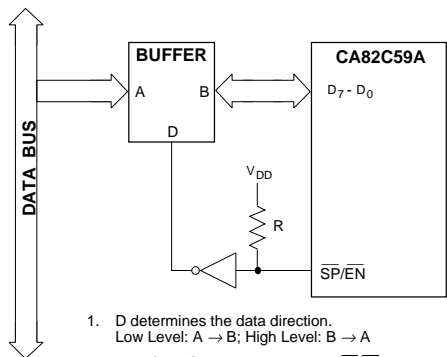 BUFFER
CA82C59A
A
B
D7 - D0
D
DATA BUS
VDD
R
SP/EN
1. D determines the data direction.
Low Level: A → B; High Level: B → A